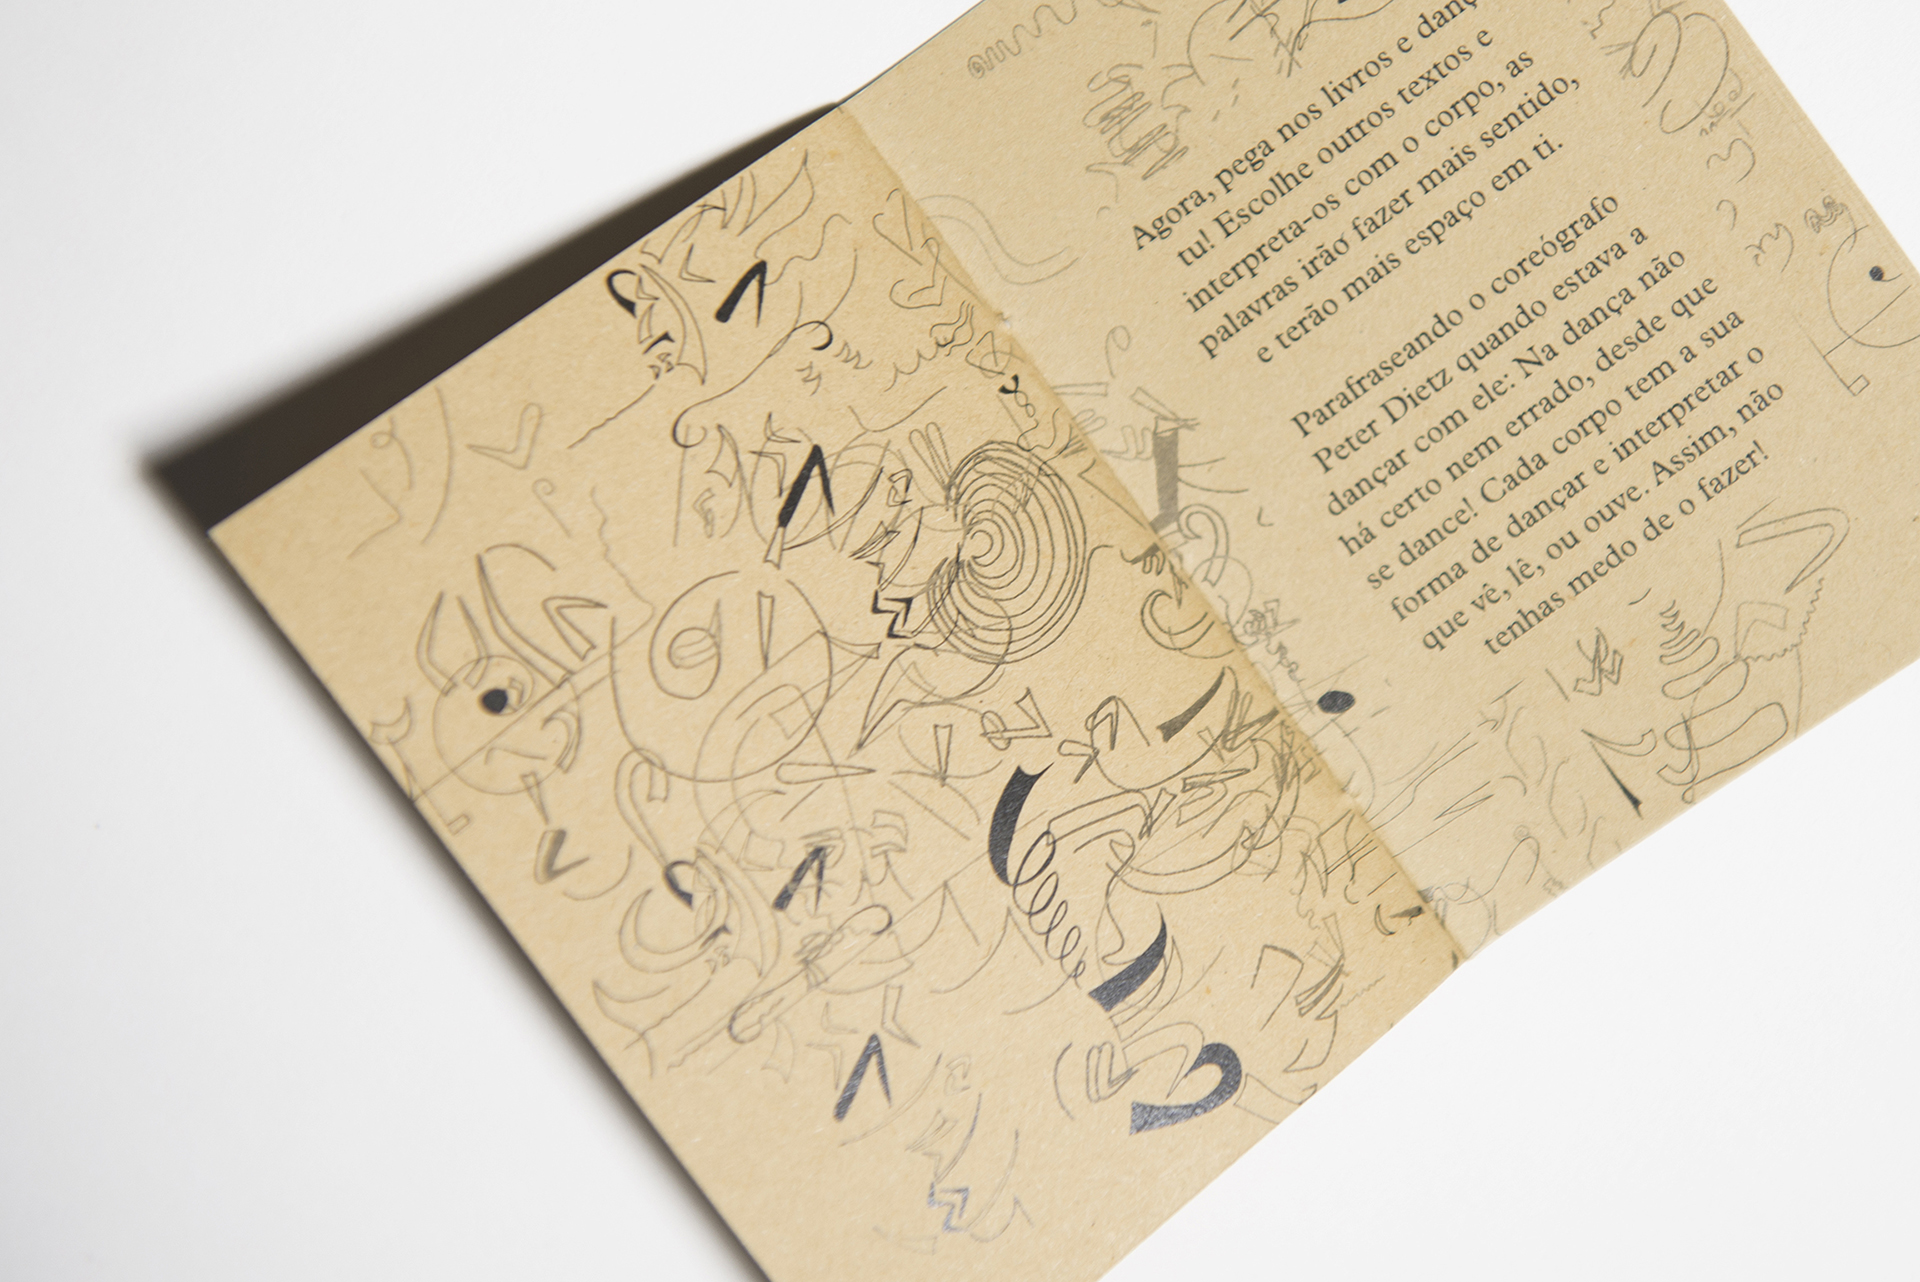 Agora, pega nos livros e
tu! Escolhe outros textos e
interpreta-os com o corpo, as
palavras irão fazer mais sentido,
e terão mais espaço em ti.
Parafraseando o coreógrafo
Peter Dietz quando estava a
dançar com ele: Na dança não
há certo nem errado, desde que
se dance! Cada corpo tem a sua
forma de dançar e interpretar o
que vê, lê, ou ouve. Assim, não
tenhas medo de o fazer!